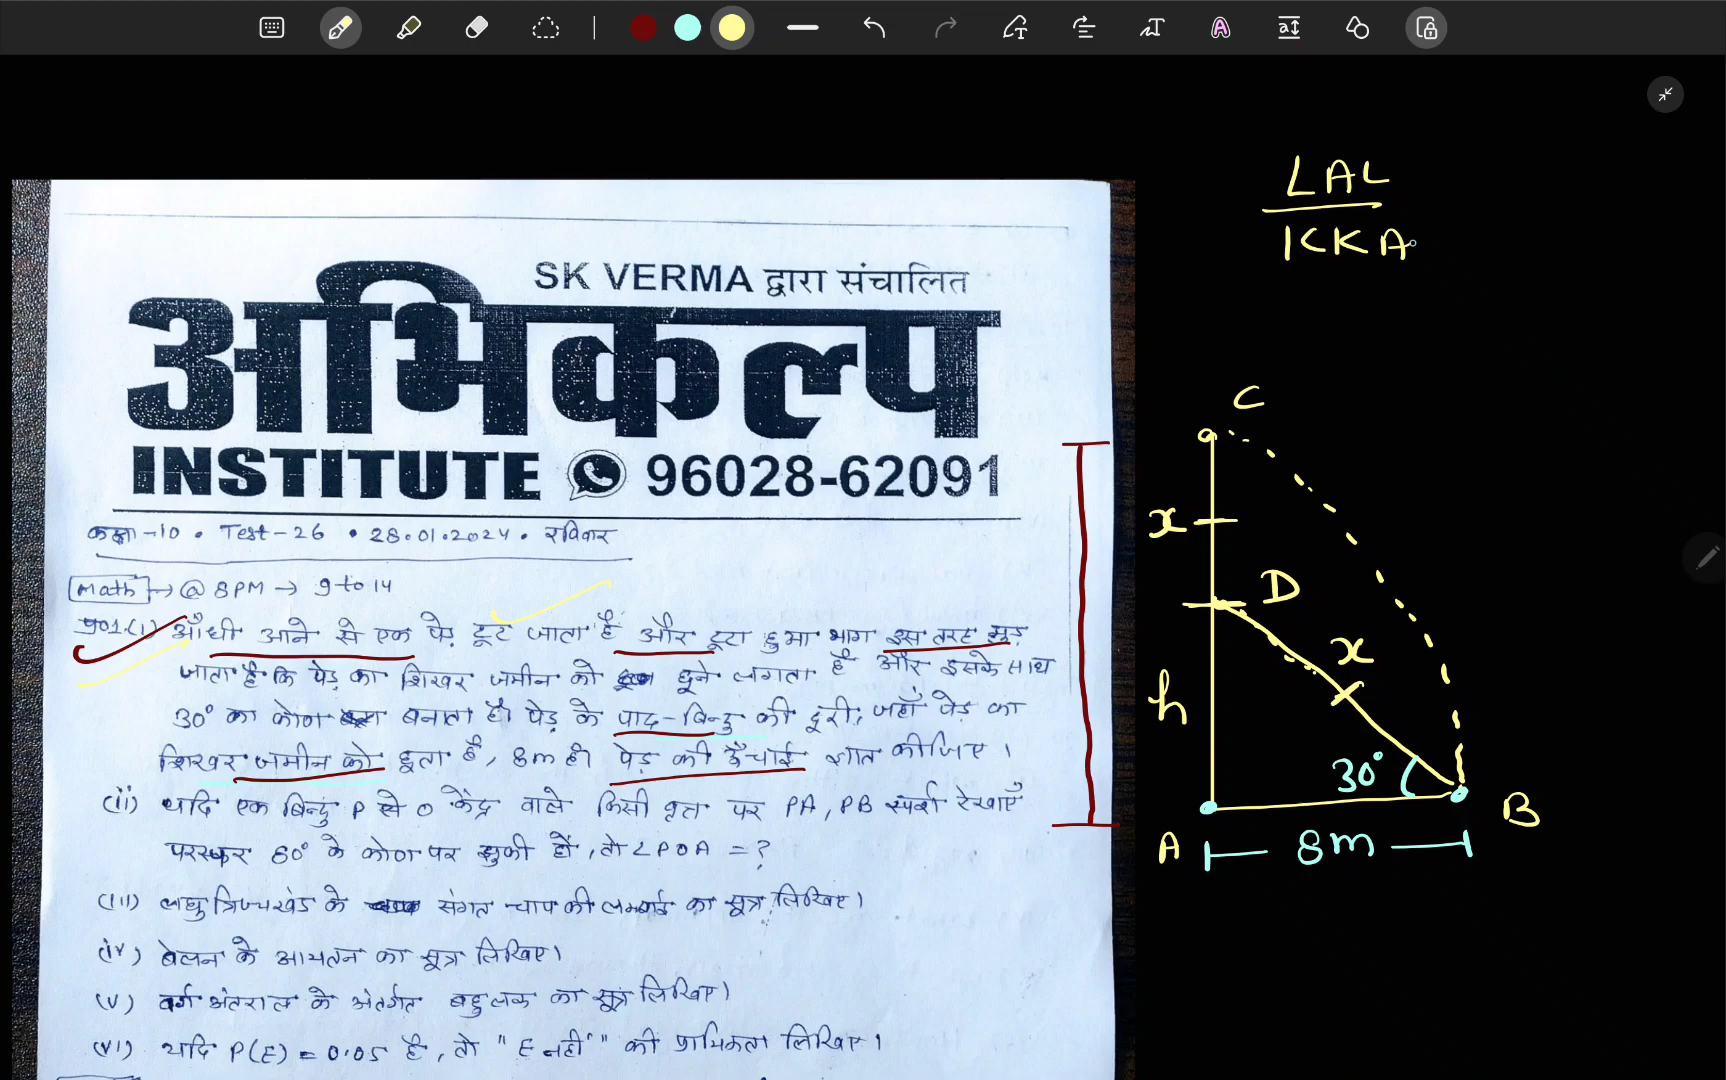 LAL
KKA
SK VERMA द्वारा संचालित
अभिकल्प
INSTITUTE 96028-62091
कक्षा-10 • Test-26 • 28.01.2024 • रविवार
Math → @ 8PM → 9 to 14
प्र01.(i) आँधी आने से एक पेड़ टूट जाता है और टूटा हुआ भाग इस तरह मुड़
जाता है कि पेड़ का शिखर जमीन को छूने लगता है और इसके साथ
30° का कोण बनाता है। पेड़ के पाद-बिन्दु की दूरी, जहाँ पेड़ का
शिखर जमीन को छूता है, 8m है। पेड़ की ऊँचाई ज्ञात कीजिए।
(ii) यदि एक बिन्दु P से O केंद्र वाले किसी वृत्त पर PA, PB स्पर्श रेखाएँ
परस्पर 60° के कोण पर झुकी हों, तो ∠POA = ?
(iii) लघु त्रिज्यखंड के संगत चाप की लम्बाई का सूत्र लिखिए।
(iv) बेलन के आयतन का सूत्र लिखिए।
(v) वर्ग अंतराल के अंतर्गत बहुलक का सूत्र लिखिए।
(vi) यदि P(E) = 0.05 है, तो "E नहीं" की प्रायिकता लिखिए।
C
x
D
x
h
30°
A
B
8m